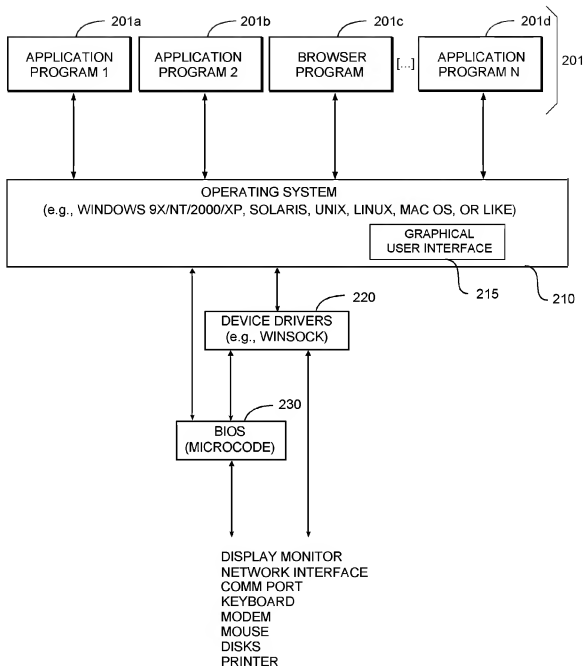 201a
201b
201c
201d
APPLICATION
PROGRAM 1
APPLICATION
PROGRAM 2
BROWSER
PROGRAM
[...]
APPLICATION
PROGRAM N
201
OPERATING SYSTEM
(e.g., WINDOWS 9X/NT/2000/XP, SOLARIS, UNIX, LINUX, MAC OS, OR LIKE)
GRAPHICAL
USER INTERFACE
215
210
220
DEVICE DRIVERS
(e.g., WINSOCK)
230
BIOS
(MICROCODE)
DISPLAY MONITOR
NETWORK INTERFACE
COMM PORT
KEYBOARD
MODEM
MOUSE
DISKS
PRINTER